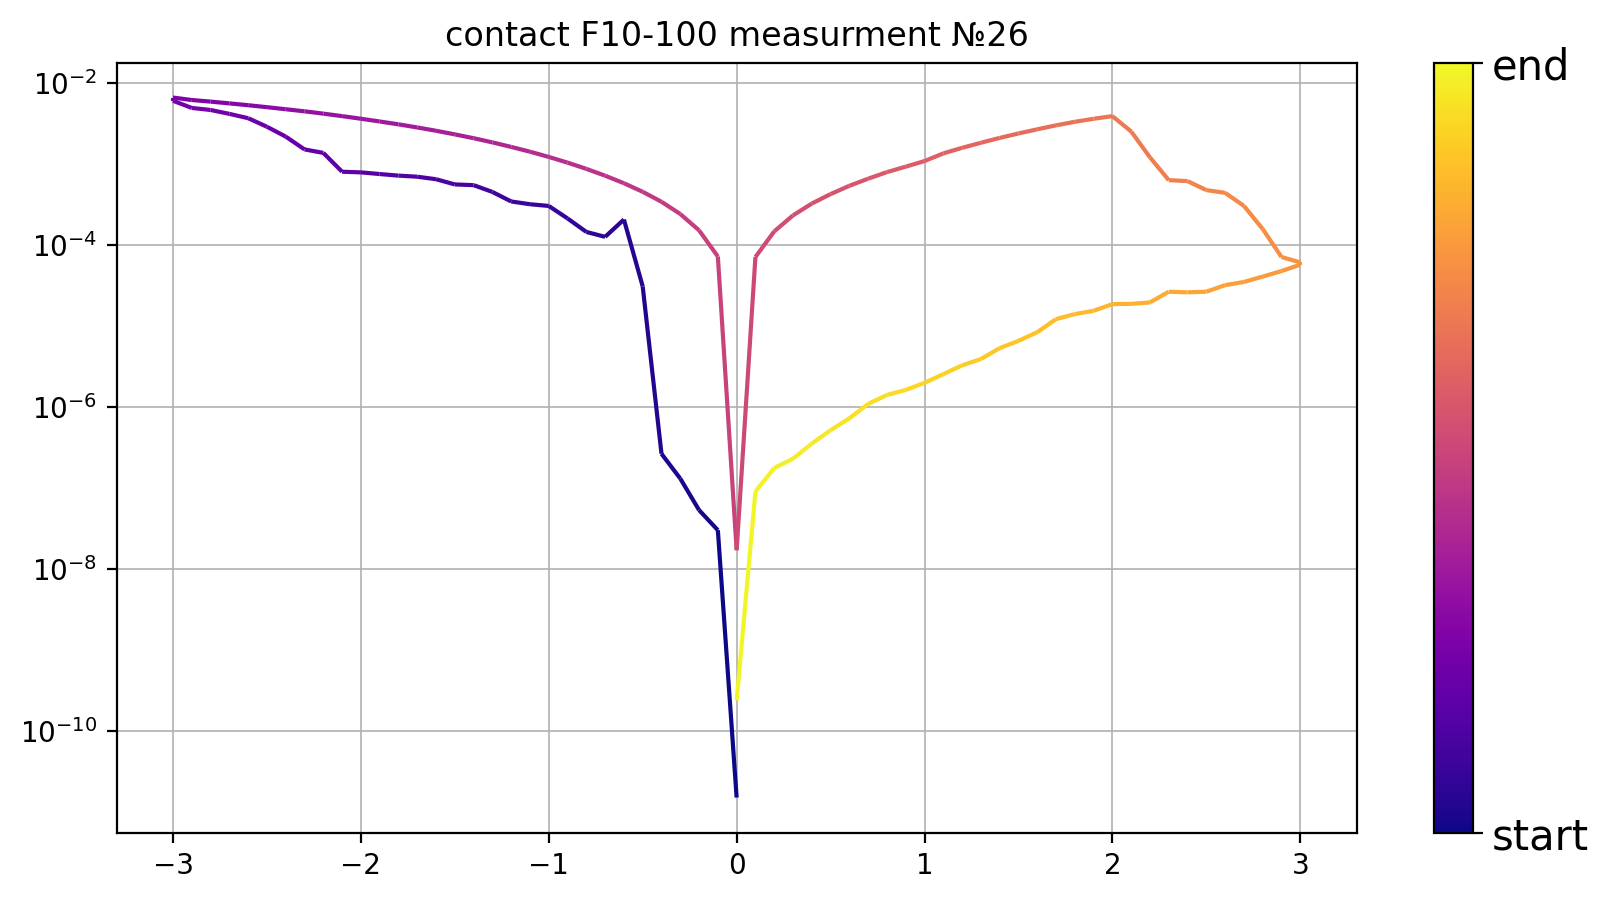 contact F10-100 measurment №26
10⁻²
10⁻⁴
10⁻⁶
10⁻⁸
10⁻¹⁰
−3 −2 −1 0 1 2 3
end
start